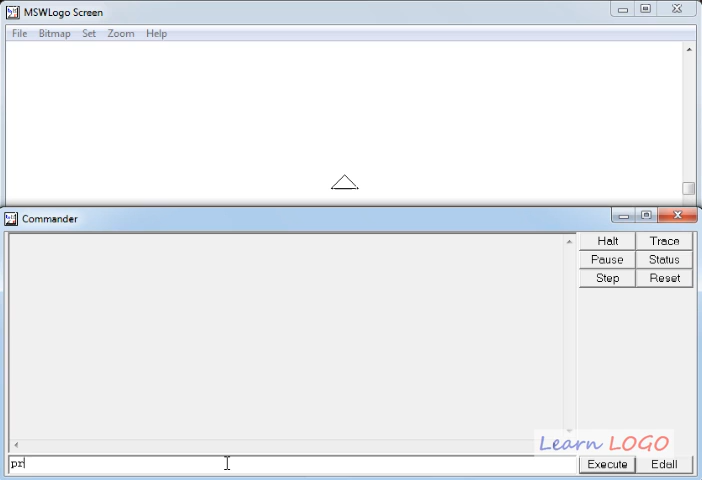 MSWLogo Screen
File Bitmap Set Zoom Help
Commander
Halt Trace
Pause Status
Step Reset
Learn LOGO
pr
Execute Edall